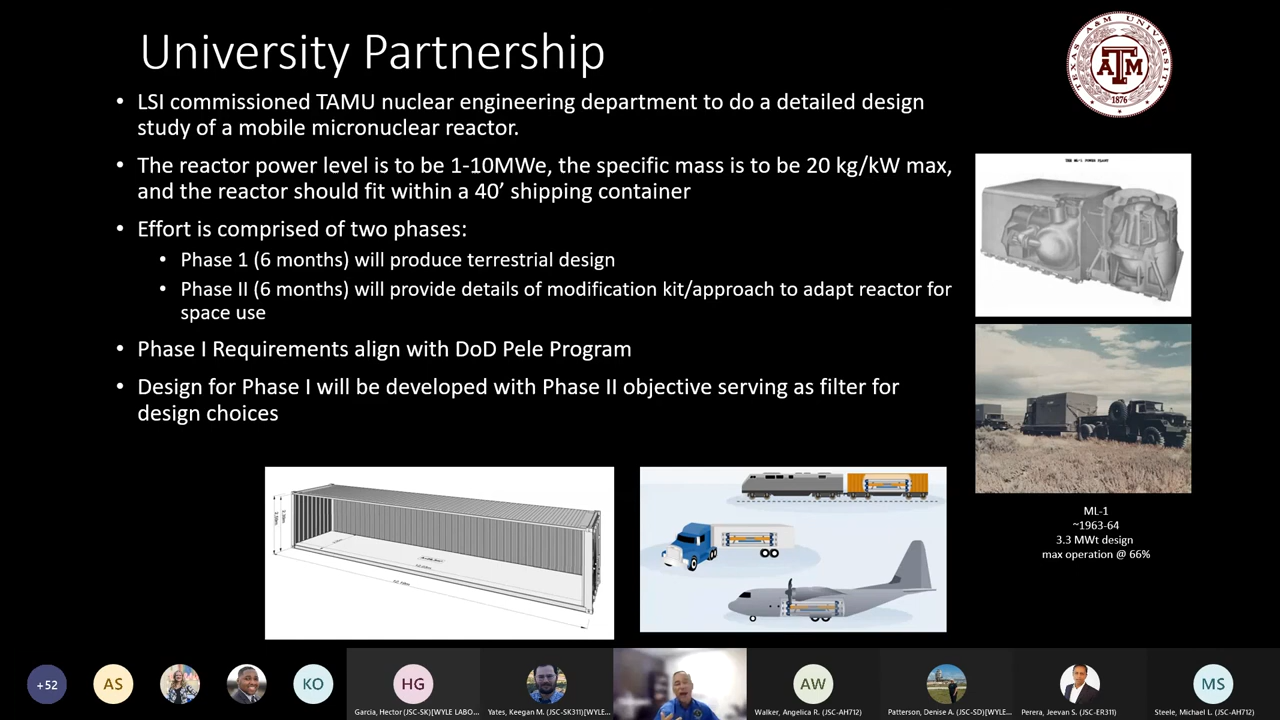 University Partnership
TEXAS A&M UNIVERSITY
ATM
1876
• LSI commissioned TAMU nuclear engineering department to do a detailed design
study of a mobile micronuclear reactor.
• The reactor power level is to be 1-10MWe, the specific mass is to be 20 kg/kW max,
and the reactor should fit within a 40’ shipping container
• Effort is comprised of two phases:
• Phase 1 (6 months) will produce terrestrial design
• Phase II (6 months) will provide details of modification kit/approach to adapt reactor for
space use
• Phase I Requirements align with DoD Pele Program
• Design for Phase I will be developed with Phase II objective serving as filter for
design choices
THE ML-1 POWER PLANT
ML-1
~1963-64
3.3 MWt design
max operation @ 66%
+52
AS
KO
HG
AW
MS
Garcia, Hector (JSC-SK)[WYLE LABO...
Yates, Keegan M. (JSC-SK311)[WYLE...
Walker, Angelica R. (JSC-AH712)
Patterson, Denise A. (JSC-SD)[WYLE...
Perera, Jeevan S. (JSC-ER311)
Steele, Michael L. (JSC-AH712)